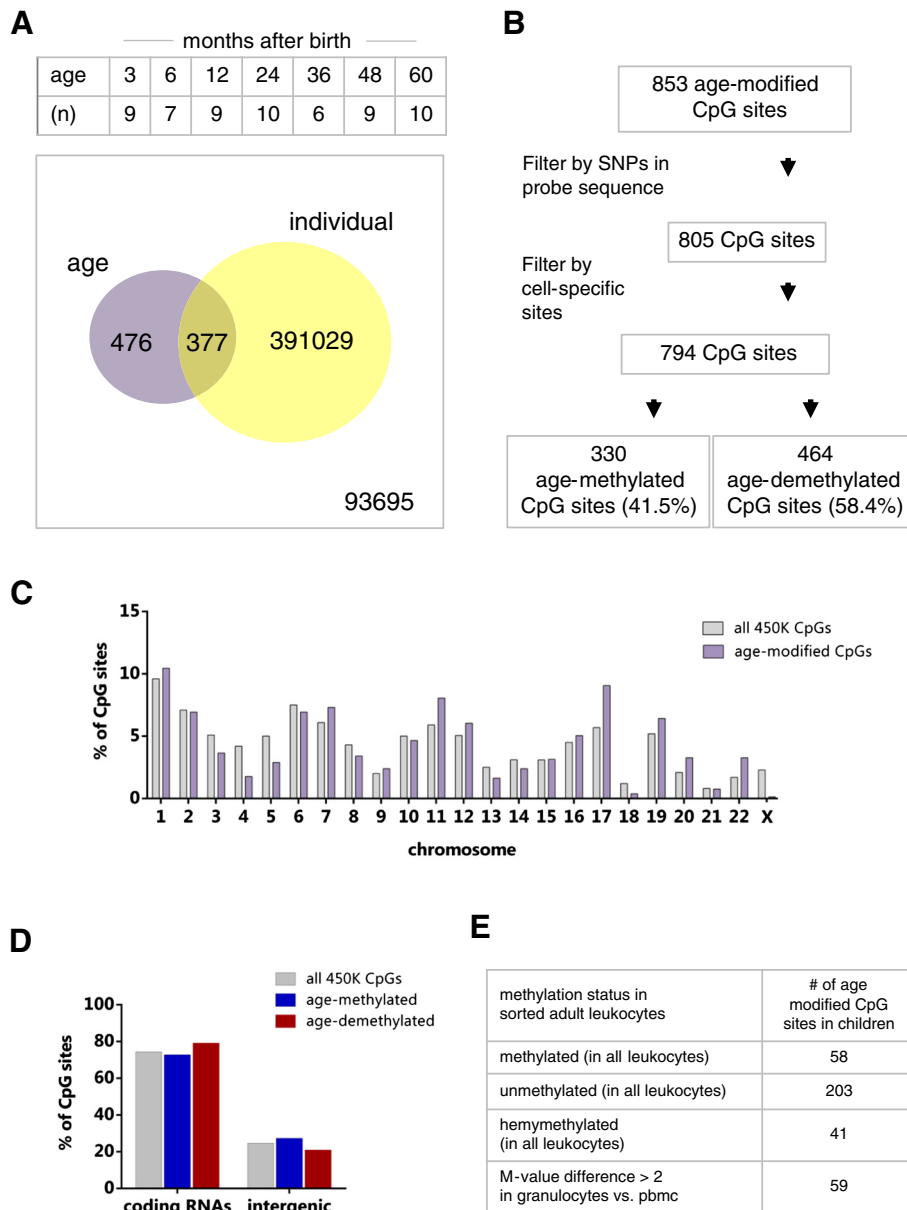 A
months after birth
age 3 6 12 24 36 48 60
(n) 9 7 9 10 6 9 10
individual
age
476 377 391029
93695
B
853 age-modified
CpG sites
Filter by SNPs in
probe sequence
805 CpG sites
Filter by
cell-specific
sites
794 CpG sites
330
age-methylated
CpG sites (41.5%)
464
age-demethylated
CpG sites (58.4%)
C
% of CpG sites
15
10
5
0
all 450K CpGs
age-modified CpGs
1 2 3 4 5 6 7 8 9 10 11 12 13 14 15 16 17 18 19 20 21 22 X
chromosome
D
% of CpG sites
100
80
60
40
20
0
all 450K CpGs
age-methylated
age-demethylated
coding RNAs intergenic
E
methylation status in
sorted adult leukocytes
# of age
modified CpG
sites in children
methylated (in all leukocytes) 58
unmethylated (in all leukocytes) 203
hemymethylated
(in all leukocytes)
41
M-value difference > 2
in granulocytes vs. pbmc
59